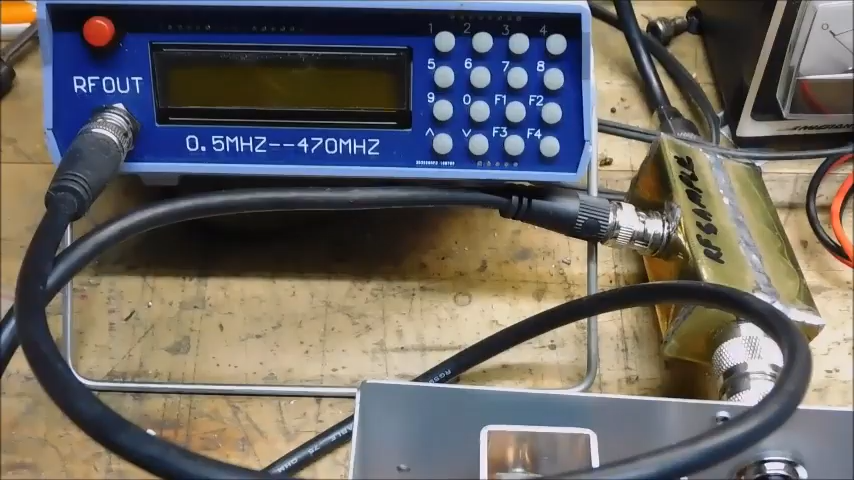 1 2 3 4
5 6 7 8
RFOUT
9 0 F1 F2
^ v F3 F4
0.5MHZ--470MHZ
RF SAMPLE